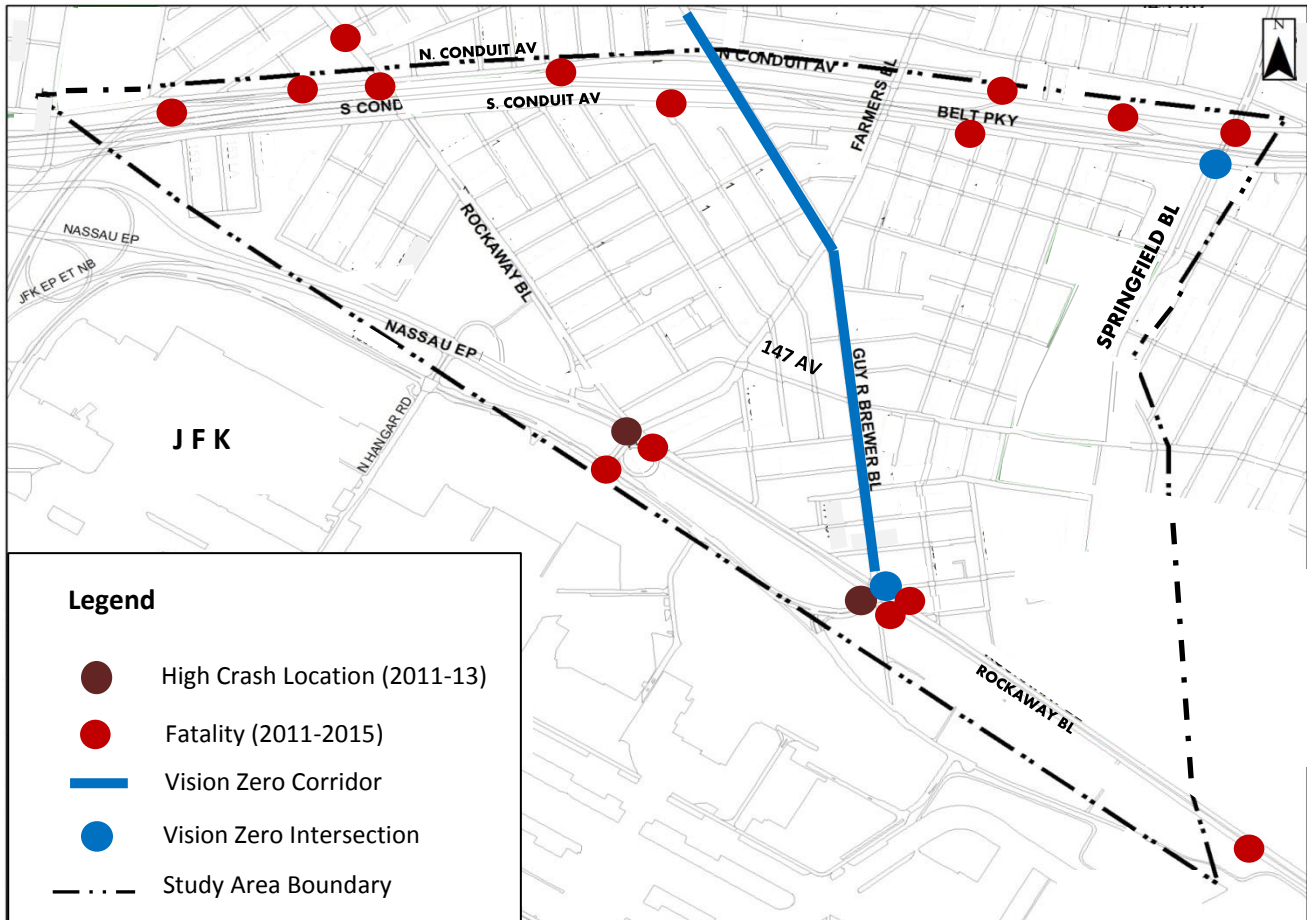 N
N. CONDUIT AV
N CONDUIT AV
S COND
S. CONDUIT AV
FARMERS BL
BELT PKY
ROCKAWAY BL
SPRINGFIELD BL
NASSAU EP
JFK EP ET NB
NASSAU EP
147 AV
GUY R BREWER BL
N HANGAR RD
J F K
ROCKAWAY BL
Legend
High Crash Location (2011-13)
Fatality (2011-2015)
Vision Zero Corridor
Vision Zero Intersection
Study Area Boundary